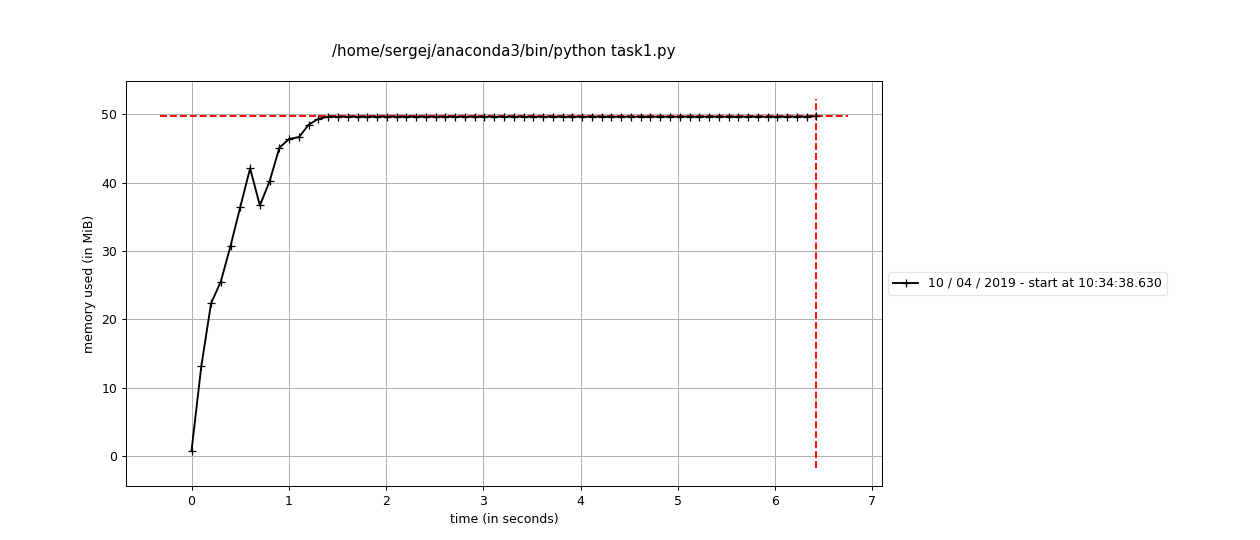 /home/sergej/anaconda3/bin/python task1.py
50
40
30
20
10
0
memory used (in MiB)
0 1 2 3 4 5 6 7
time (in seconds)
10 / 04 / 2019 - start at 10:34:38.630